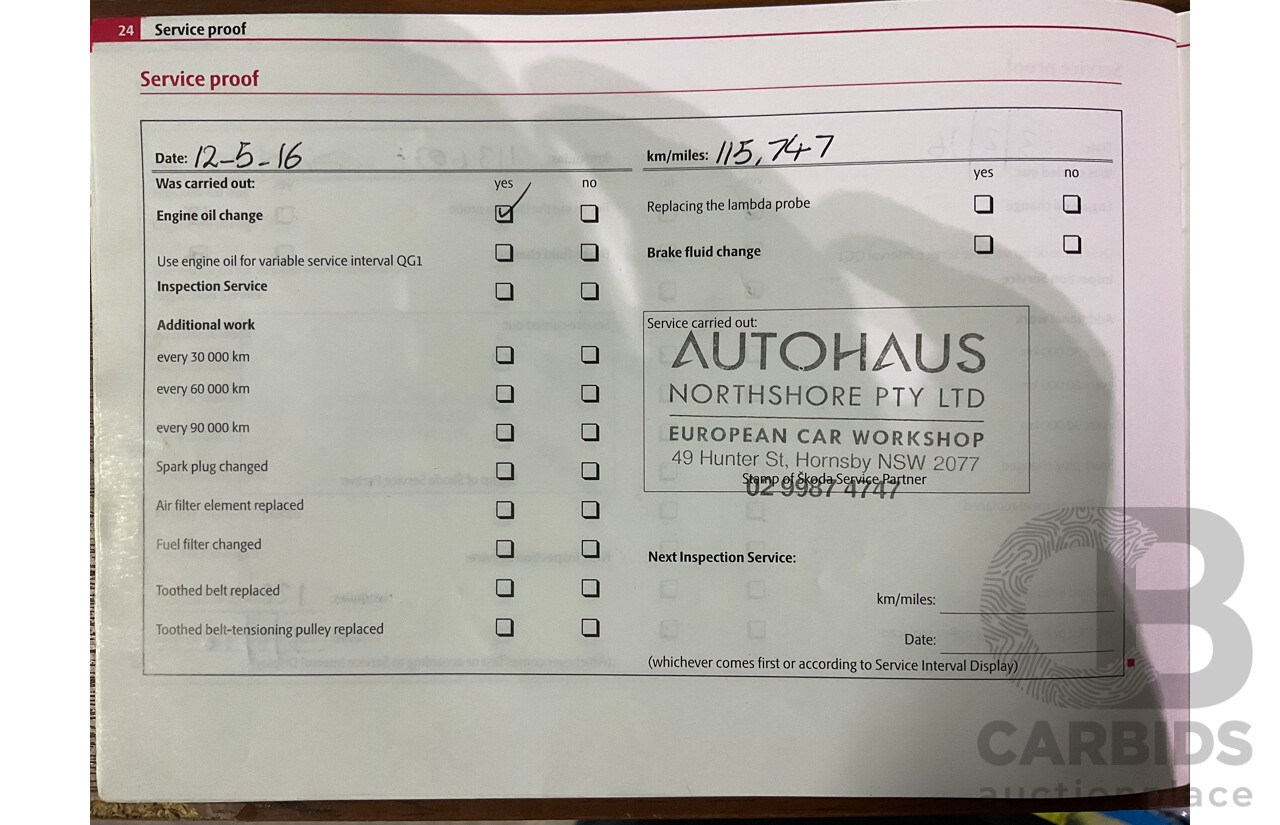 24 Service proof
Service proof
Date: 12-5-16
km/miles: 115,747
Was carried out: yes no
Engine oil change
Use engine oil for variable service interval QG1
Inspection Service
Additional work
every 30 000 km
every 60 000 km
every 90 000 km
Spark plug changed
Air filter element replaced
Fuel filter changed
Toothed belt replaced
Toothed belt-tensioning pulley replaced
yes no
Replacing the lambda probe
Brake fluid change
Service carried out:
AUTOHAUS
NORTHSHORE PTY LTD
EUROPEAN CAR WORKSHOP
49 Hunter St, Hornsby NSW 2077
Stamp of Škoda Service Partner
02 9987 4747
Next Inspection Service:
km/miles:
Date:
(whichever comes first or according to Service Interval Display)
CARBIDS
auctionplace